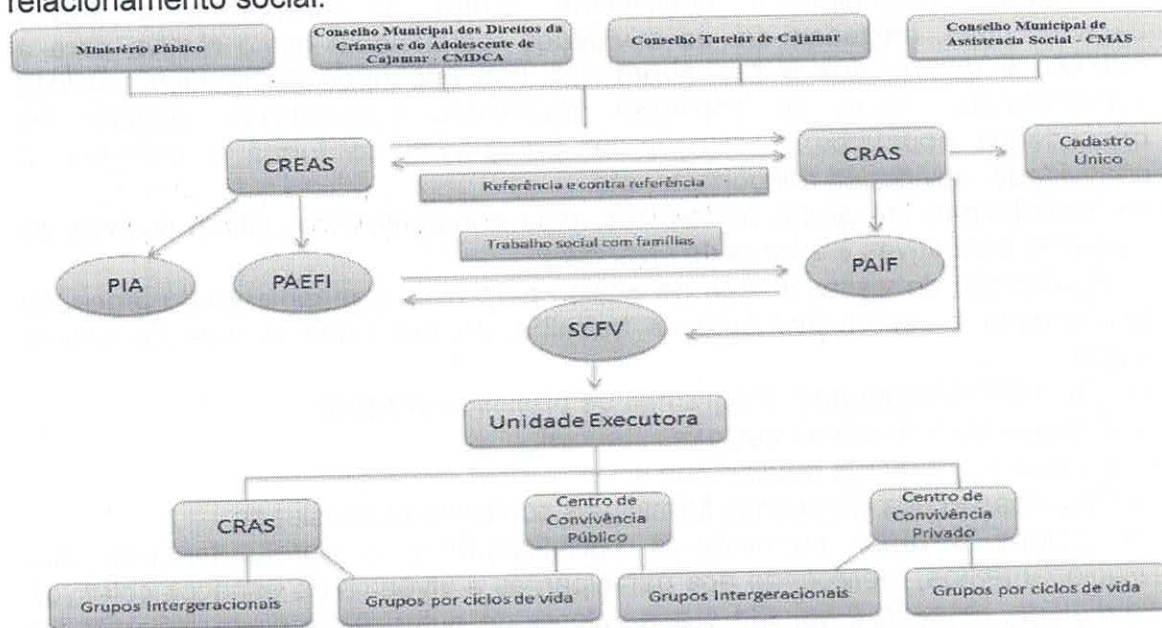 relacionamento social.
Ministério Público
Conselho Municipal dos Direitos da
Criança e do Adolescente de
Cajamar - CMDCA
Conselho Tutelar de Cajamar
Conselho Municipal de
Assistencia Social - CMAS
CREAS
CRAS
Cadastro
Único
Referência e contra referência
Trabalho social com famílias
PIA
PAEFI
PAIF
SCFV
Unidade Executora
CRAS
Centro de
Convivência
Público
Centro de
Convivência
Privado
Grupos Intergeracionais
Grupos por ciclos de vida
Grupos Intergeracionais
Grupos por ciclos de vida